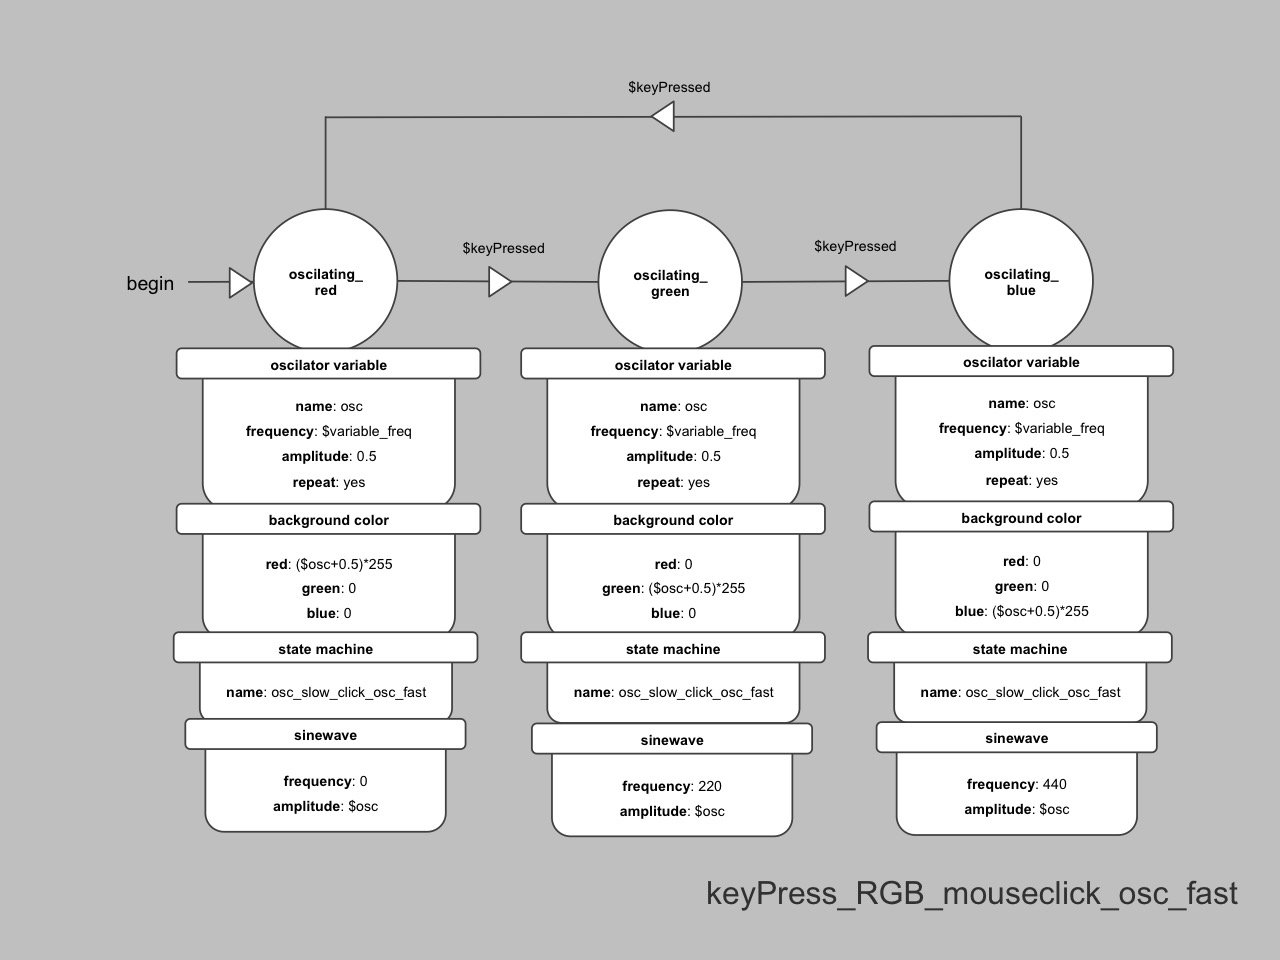 $keyPressed
$keyPressed
$keyPressed
begin
oscilating_
red
oscilating_
green
oscilating_
blue
oscilator variable
name: osc
frequency: $variable_freq
amplitude: 0.5
repeat: yes
background color
red: ($osc+0.5)*255
green: 0
blue: 0
state machine
name: osc_slow_click_osc_fast
sinewave
frequency: 0
amplitude: $osc
oscilator variable
name: osc
frequency: $variable_freq
amplitude: 0.5
repeat: yes
background color
red: 0
green: ($osc+0.5)*255
blue: 0
state machine
name: osc_slow_click_osc_fast
sinewave
frequency: 220
amplitude: $osc
oscilator variable
name: osc
frequency: $variable_freq
amplitude: 0.5
repeat: yes
background color
red: 0
green: 0
blue: ($osc+0.5)*255
state machine
name: osc_slow_click_osc_fast
sinewave
frequency: 440
amplitude: $osc
keyPress_RGB_mouseclick_osc_fast